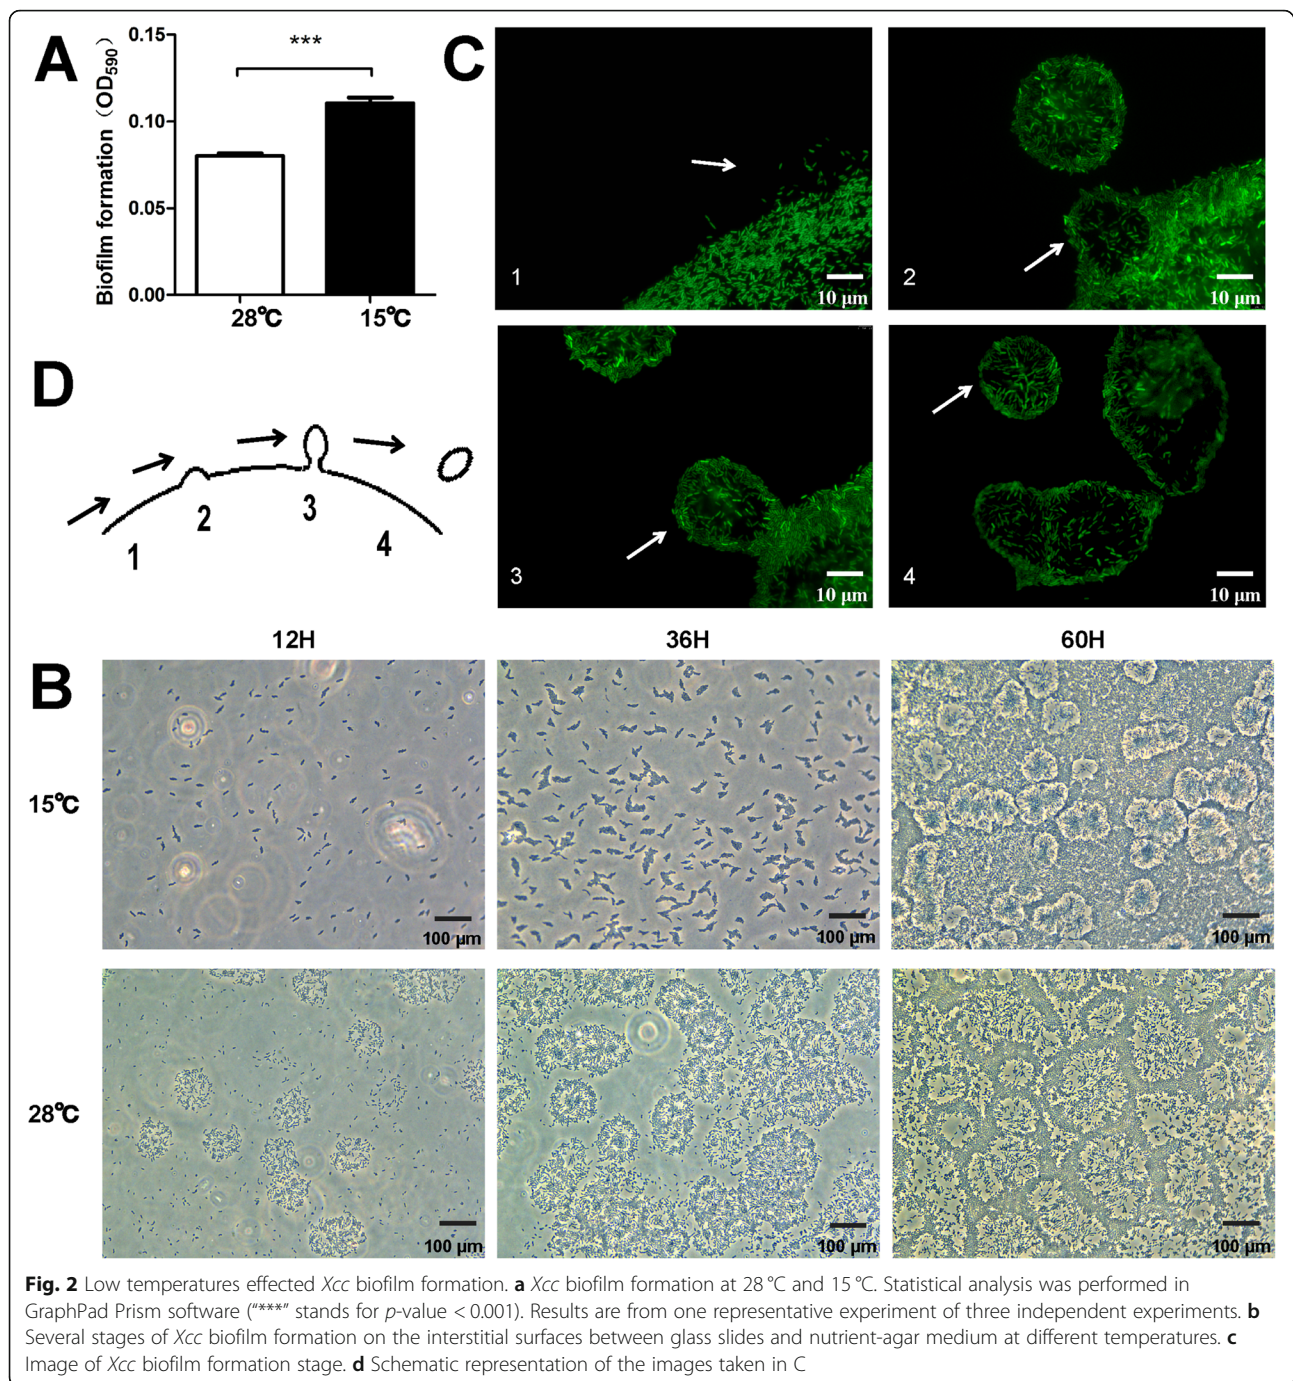 A
Biofilm formation (OD590)
0.15
0.10
0.05
0.00
***
28℃
15℃
C
1
10 µm
2
10 µm
3
10 µm
4
10 µm
D
1
2
3
4
B
12H
36H
60H
15℃
100 µm
100 µm
100 µm
28℃
100 µm
100 µm
100 µm
Fig. 2 Low temperatures effected Xcc biofilm formation. a Xcc biofilm formation at 28 °C and 15 °C. Statistical analysis was performed in
GraphPad Prism software (“***” stands for p-value < 0.001). Results are from one representative experiment of three independent experiments. b
Several stages of Xcc biofilm formation on the interstitial surfaces between glass slides and nutrient-agar medium at different temperatures. c
Image of Xcc biofilm formation stage. d Schematic representation of the images taken in C